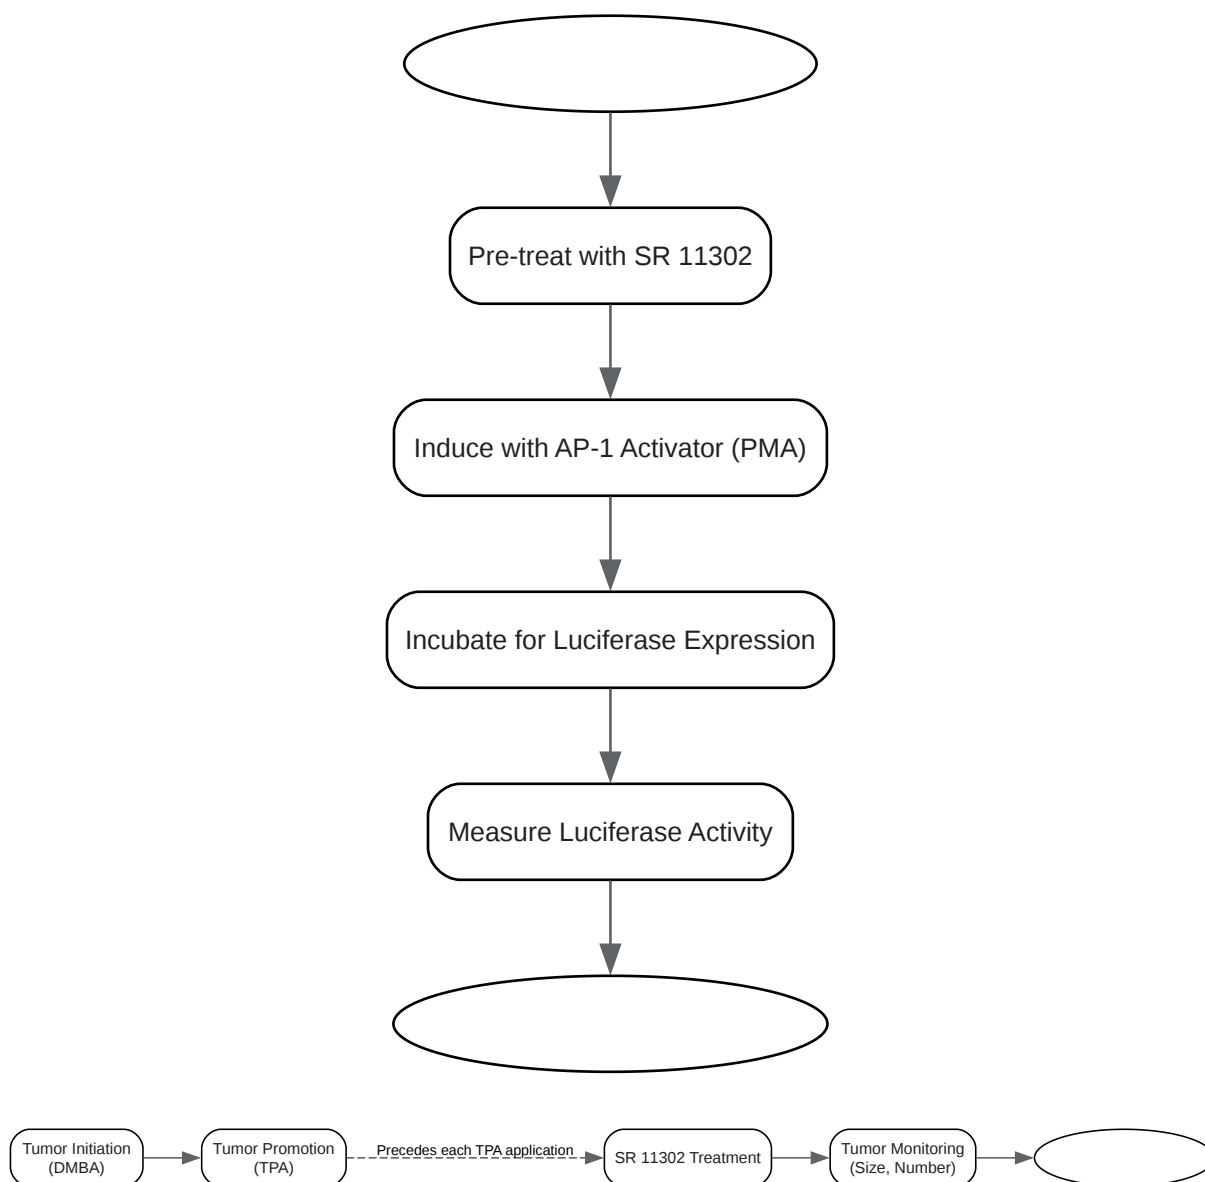 Pre-treat with SR 11302
Induce with AP-1 Activator (PMA)
Incubate for Luciferase Expression
Measure Luciferase Activity
Tumor Initiation
(DMBA)
Tumor Promotion
(TPA)
Precedes each TPA application
SR 11302 Treatment
Tumor Monitoring
(Size, Number)